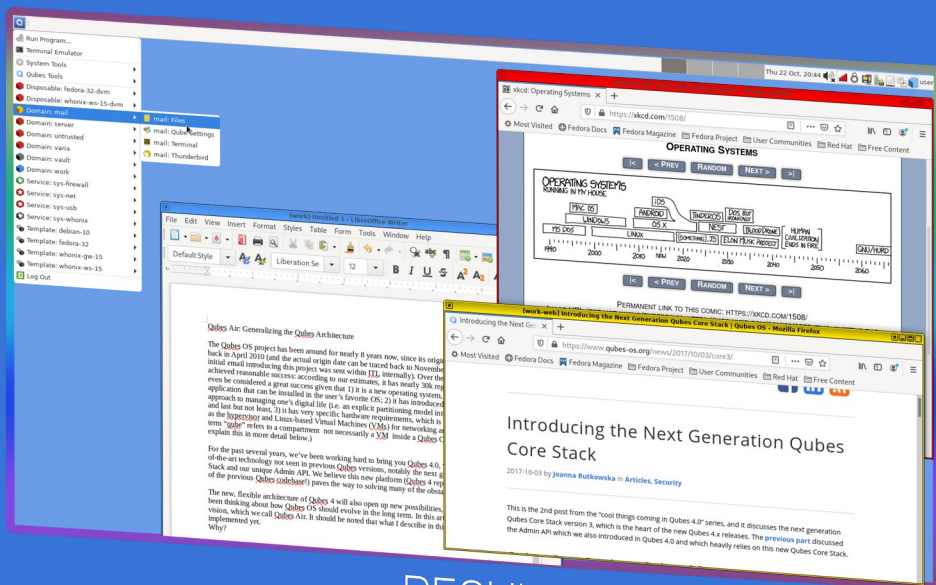 Thu 22 Oct, 20:44
user
Run Program...
Terminal Emulator
System Tools
Qubes Tools
Disposable: fedora-32-dvm
Disposable: whonix-ws-15-dvm
Domain: mail
Domain: server
Domain: untrusted
Domain: varia
Domain: vault
Domain: work
Service: sys-firewall
Service: sys-net
Service: sys-usb
Service: sys-whonix
Template: debian-10
Template: fedora-32
Template: whonix-gw-15
Template: whonix-ws-15
Log Out
mail: Files
mail: Qube Settings
mail: Terminal
mail: Thunderbird
xkcd: Operating Systems
https://xkcd.com/1508/
Most Visited Fedora Docs Fedora Magazine Fedora Project User Communities Red Hat Free Content
OPERATING SYSTEMS
|< < PREV RANDOM NEXT > >|
OPERATING SYSTEMS
RUNNING IN MY HOUSE
MAC OS
WINDOWS
MS DOS
iOS
ANDROID
OS X
LINUX
TINDEROS
NEST
[SOMETHING].JS
DOS, BUT IRONICALLY
BLOODDRONE
ELON MUSK PROJECT
HUMAN CIVILIZATION ENDS IN FIRE
GNU/HURD
1990 2000 2010 NOW 2020 2030 2040 2050 2060
|< < PREV RANDOM NEXT > >|
PERMANENT LINK TO THIS COMIC: HTTPS://XKCD.COM/1508/
[work] Untitled 1 - LibreOffice Writer
File Edit View Insert Format Styles Table Form Tools Window Help
Default Style Liberation Se 12 B I U S A² A₂
Qubes Air: Generalizing the Qubes Architecture
The Qubes OS project has been around for nearly 8 years now, since its origi
back in April 2010 (and the actual origin date can be traced back to Novembe
initial email introducing this project was sent within ITL internally). Over the
achieved reasonable success: according to our estimates, it has nearly 30k reg
even be considered a great success given that 1) it is a new operating system,
application that can be installed in the user's favorite OS; 2) it has introduced
approach to managing one's digital life (i.e. an explicit partitioning model int
and last but not least, 3) it has very specific hardware requirements, which is
as the hypervisor and Linux-based Virtual Machines (VMs) for networking a
term "qube" refers to a compartment not necessarily a VM inside a Qubes O
explain this in more detail below.)
For the past several years, we've been working hard to bring you Qubes 4.0,
of-the-art technology not seen in previous Qubes versions, notably the next g
Stack and our unique Admin API. We believe this new platform (Qubes 4 rep
of the previous Qubes codebase!) paves the way to solving many of the obsta
The new, flexible architecture of Qubes 4 will also open up new possibilities,
been thinking about how Qubes OS should evolve in the long term. In this art
vision, which we call Qubes Air. It should be noted that what I describe in thi
implemented yet.
Why?
[work-web] Introducing the Next Generation Qubes Core Stack | Qubes OS - Mozilla Firefox
Introducing the Next Ge
https://www.qubes-os.org/news/2017/10/03/core3/
Most Visited Fedora Docs Fedora Magazine Fedora Project User Communities Red Hat Free Content
Introducing the Next Generation Qubes
Core Stack
2017-10-03 by Joanna Rutkowska in Articles, Security
This is the 2nd post from the "cool things coming in Qubes 4.0" series, and it discusses the next generation
Qubes Core Stack version 3, which is the heart of the new Qubes 4.x releases. The previous part discussed
the Admin API which we also introduced in Qubes 4.0 and which heavily relies on this new Qubes Core Stack.